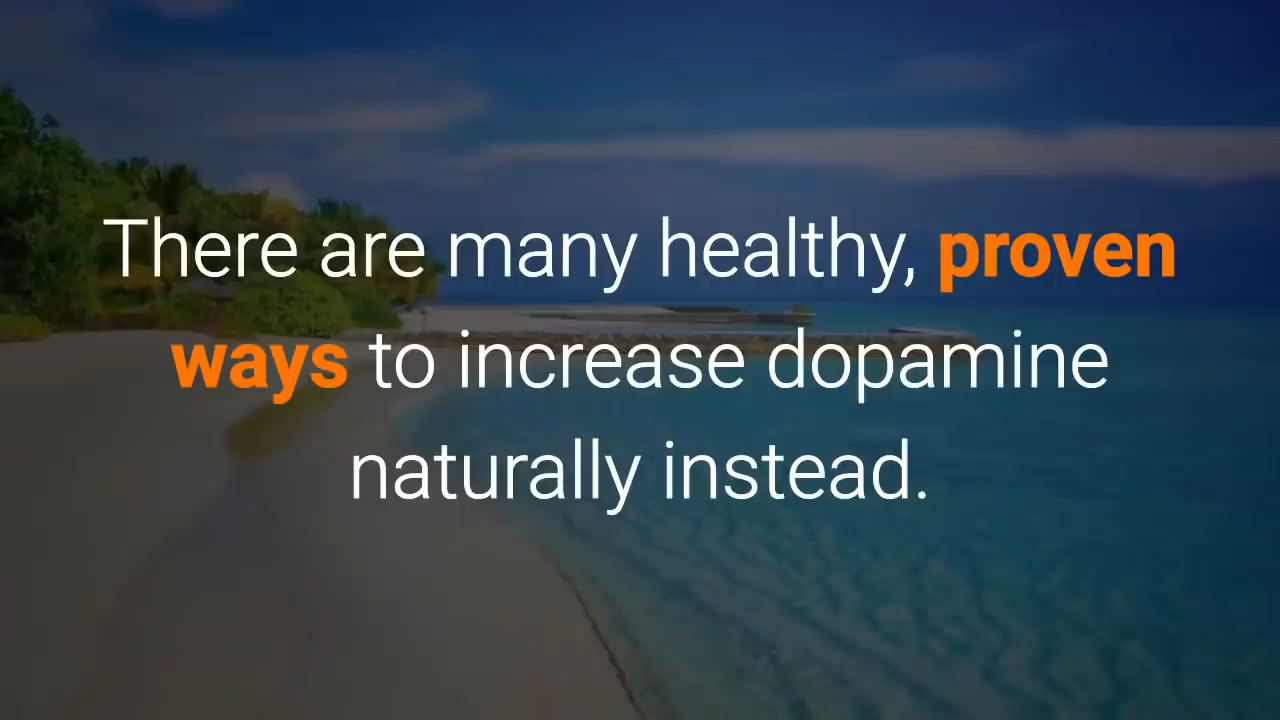 There are many healthy, proven
ways to increase dopamine
naturally instead.